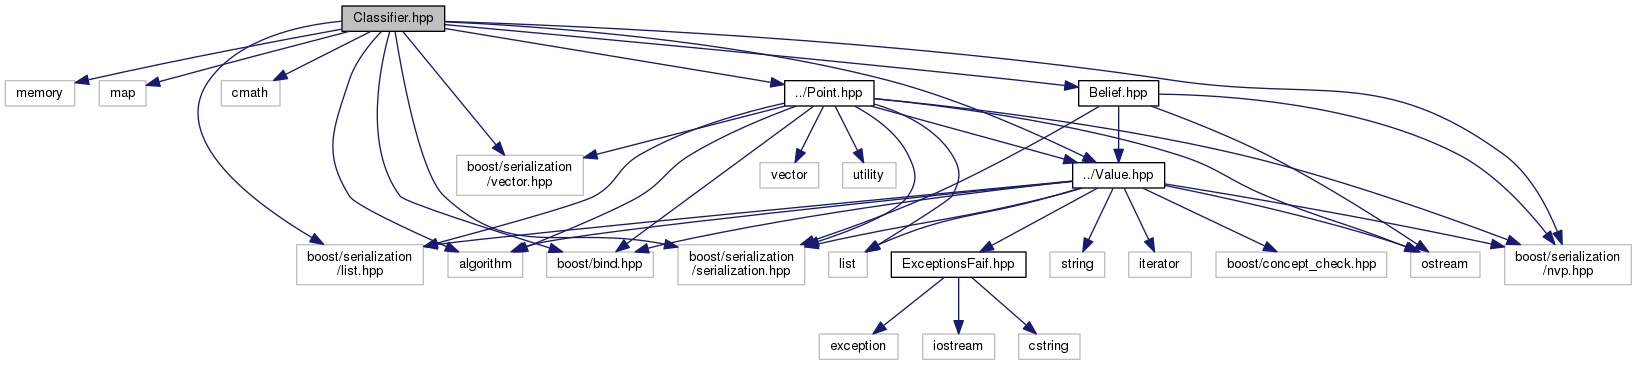 Classifier.hpp
memory
map
cmath
../Point.hpp
Belief.hpp
boost/serialization
/vector.hpp
vector
utility
../Value.hpp
boost/serialization
/list.hpp
algorithm
boost/bind.hpp
boost/serialization
/serialization.hpp
list
ExceptionsFaif.hpp
string
iterator
boost/concept_check.hpp
ostream
boost/serialization
/nvp.hpp
exception
iostream
cstring